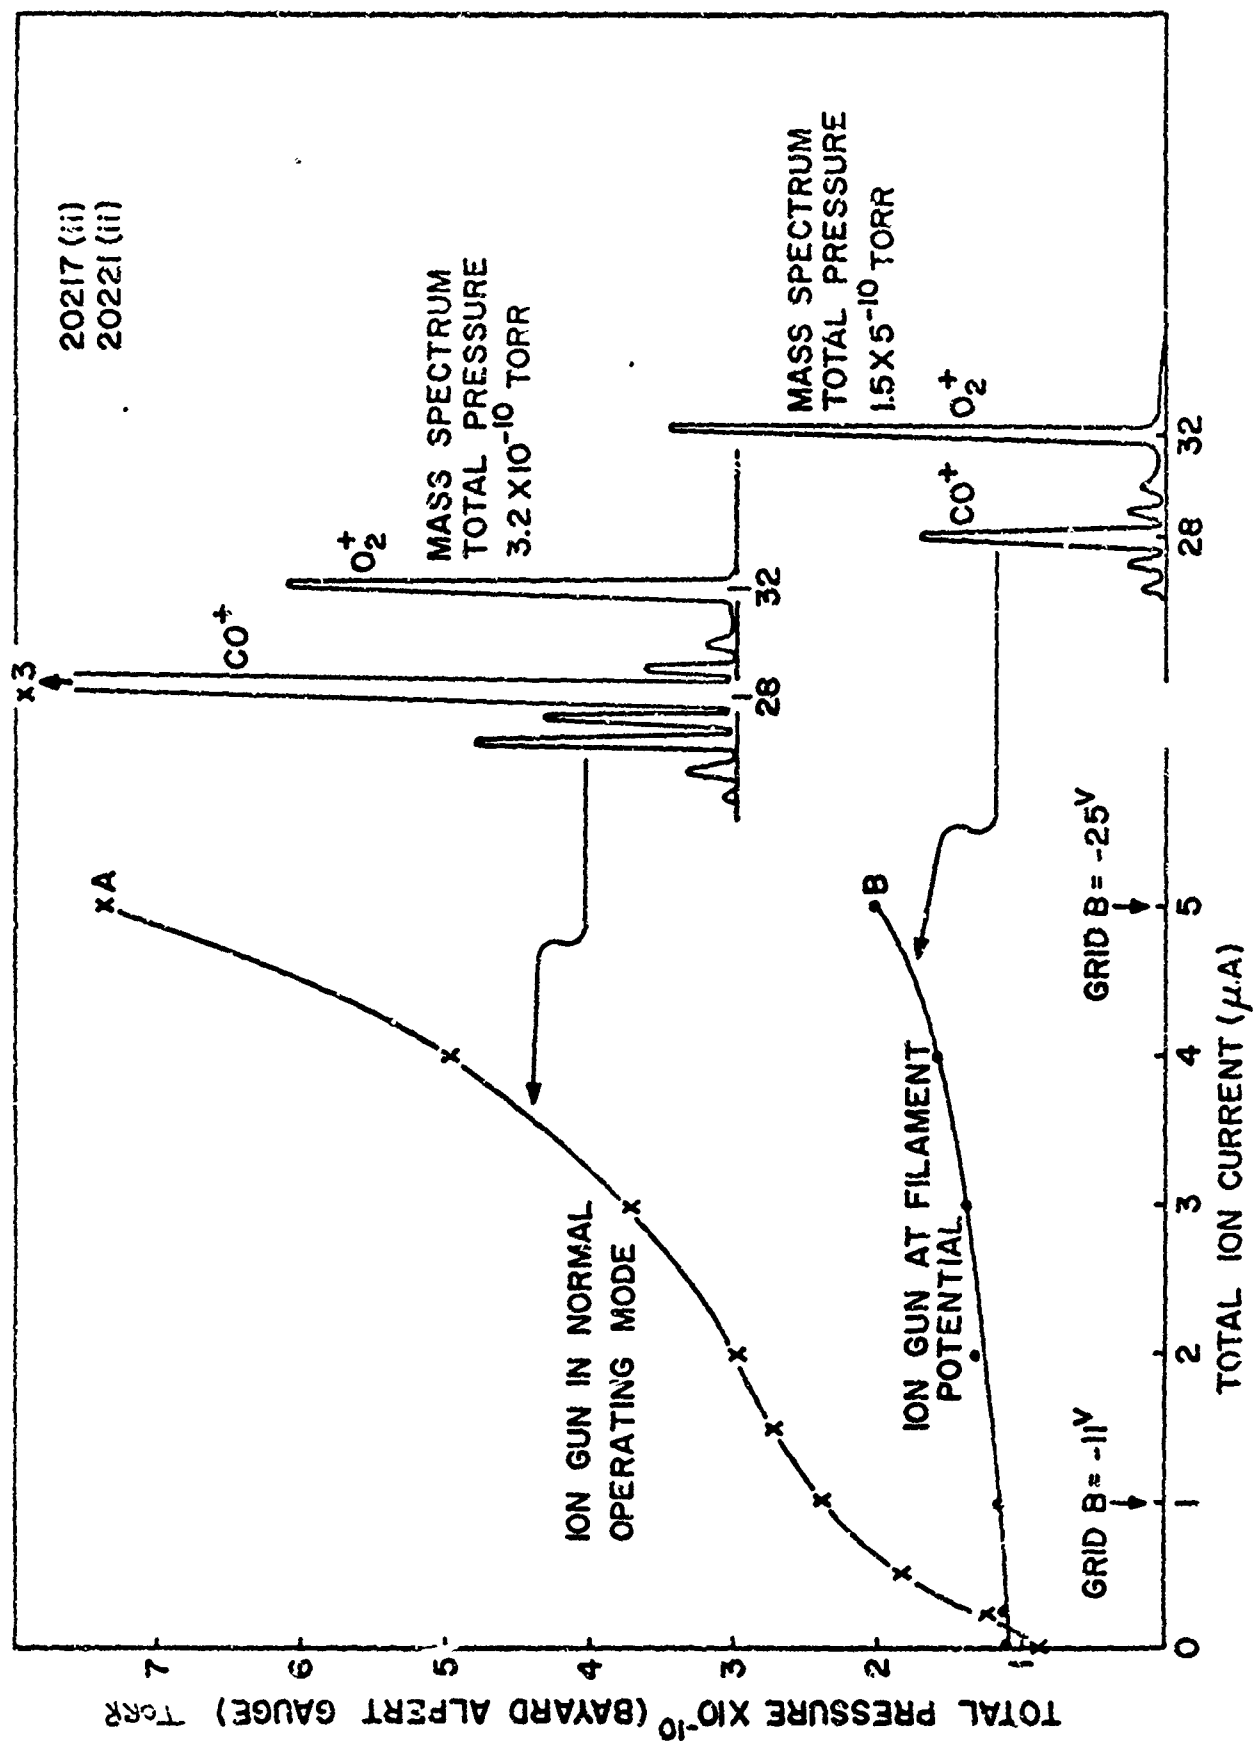 20217 (ii)
20221 (ii)
x 3
CO+
O2+
MASS SPECTRUM
TOTAL PRESSURE
3.2 X10-10 TORR
28
32
XA
ION GUN IN NORMAL
OPERATING MODE
MASS SPECTRUM
TOTAL PRESSURE
1.5 X 5-10 TORR
CO+
O2+
28
32
B
ION GUN AT FILAMENT
POTENTIAL
GRID B = -11V
GRID B = -25V
7
6
5
4
3
2
1
0
1
2
3
4
5
TOTAL PRESSURE X10-10 (BAYARD ALPERT GAUGE) TORR
TOTAL ION CURRENT (μA)